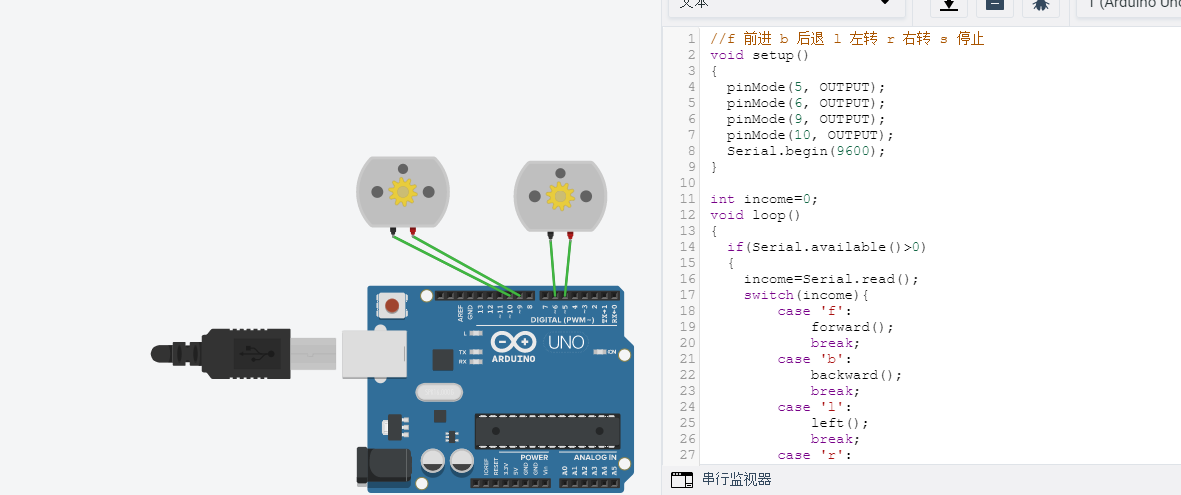 文本
1 (Arduino Uno
1 //f 前进 b 后退 l 左转 r 右转 s 停止
2 void setup()
3 {
4 pinMode(5, OUTPUT);
5 pinMode(6, OUTPUT);
6 pinMode(9, OUTPUT);
7 pinMode(10, OUTPUT);
8 Serial.begin(9600);
9 }
10
11 int income=0;
12 void loop()
13 {
14 if(Serial.available()>0)
15 {
16 income=Serial.read();
17 switch(income){
18 case 'f':
19 forward();
20 break;
21 case 'b':
22 backward();
23 break;
24 case 'l':
25 left();
26 break;
27 case 'r':
串行监视器
AREF GND 13 12 ~11 ~10 ~9 8 7 ~6 ~5 4 ~3 2 TX→1 RX←0
DIGITAL (PWM~)
L
TX
RX
ARDUINO
UNO
ON
POWER
ANALOG IN
IOREF RESET 3.3V 5V GND GND Vin A0 A1 A2 A3 A4 A5